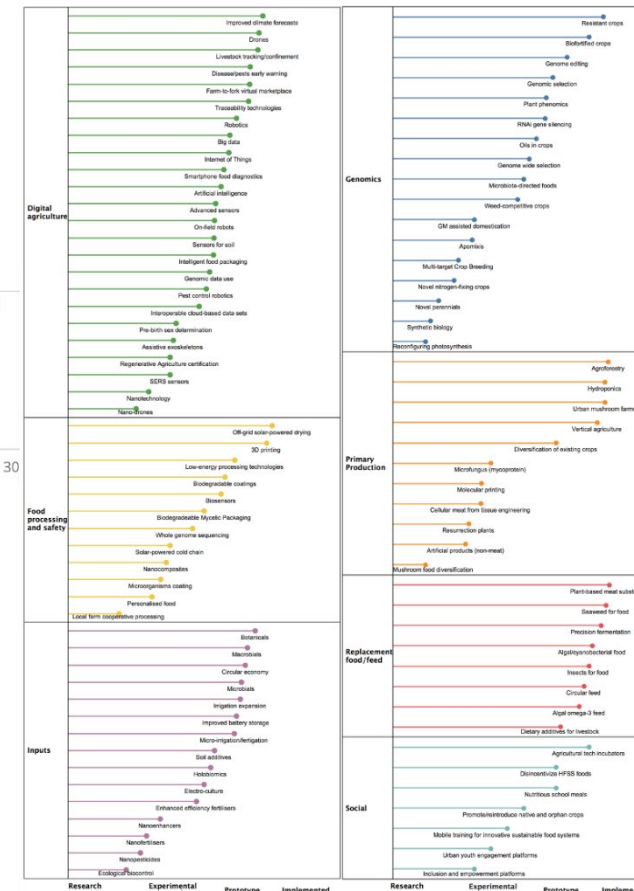 Improved climate forecasts
Drones
Livestock tracking/confinement
Disease/pests early warning
Farm-to-fork virtual marketplace
Traceability technologies
Robotics
Big data
Internet of Things
Smartphone food diagnostics
Artificial intelligence
Digital
agriculture
Advanced sensors
On-field robots
Sensors for soil
Intelligent food packaging
Genomic data use
Pest control robotics
Interoperable cloud-based data sets
Pre-birth sex determination
Assistive exoskeletons
Regenerative Agriculture certification
SERS sensors
Nanotechnology
Nano-drones
Off-grid solar-powered drying
3D printing
30
Low-energy processing technologies
Biodegradable coatings
Biosensors
Food
processing
and safety
Biodegradeable Mycelic Packaging
Whole genome sequencing
Solar-powered cold chain
Nanocomposites
Microorganisms coating
Personalised food
Local farm cooperative processing
Botanicals
Macrobials
Circular economy
Microbials
Irrigation expansion
Improved battery storage
Micro-irrigation/fertigation
Inputs
Soil additives
Holobiomics
Electro-culture
Enhanced efficiency fertilisers
Nanoenhancers
Nanofertilisers
Nanopesticides
Ecological biocontrol
Research
Experimental
Prototype
Implemented
Resistant crops
Biofortified crops
Genome editing
Genomic selection
Plant phenomics
RNAi gene silencing
Oils in crops
Genome wide selection
Genomics
Microbiote-directed foods
Weed-competitive crops
GM assisted domestication
Apomixis
Multi-target Crop Breeding
Novel nitrogen-fixing crops
Novel perennials
Synthetic biology
Reconfiguring photosynthesis
Agroforestry
Hydroponics
Urban mushroom farms
Vertical agriculture
Diversification of existing crops
Primary
Production
Microfungus (mycoprotein)
Molecular printing
Cellular meat from tissue engineering
Resurrection plants
Artificial products (non-meat)
Mushroom food diversification
Plant-based meat subst
Seaweed for food
Precision fermentation
Replacement
food/feed
Algal/cyanobacterial food
Insects for food
Circular feed
Algal omega-3 feed
Dietary additives for livestock
Agricultural tech incubators
Disincentivize HFSS foods
Nutritious school meals
Social
Promote/reintroduce native and orphan crops
Mobile training for innovative sustainable food systems
Urban youth engagement platforms
Inclusion and empowerment platforms
Research
Experimental
Prototype
Impleme